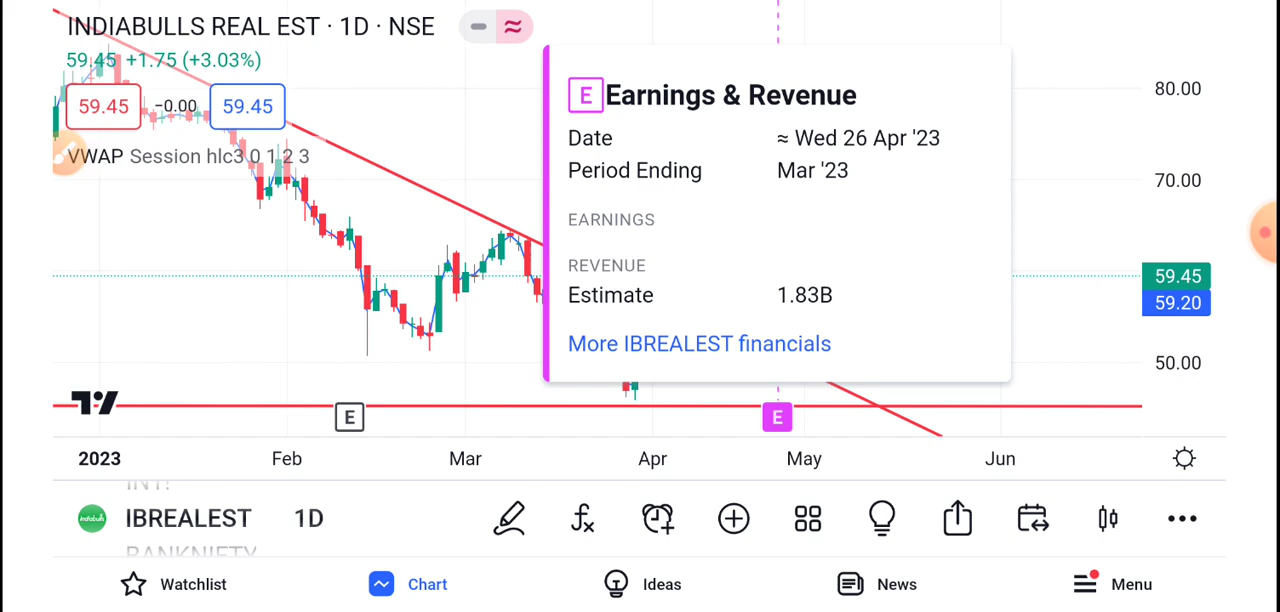 INDIABULLS REAL EST · 1D · NSE
59.45 +1.75 (+3.03%)
59.45 −0.00 59.45
VWAP Session hlc3 0 1 2 3
E Earnings & Revenue
Date ≈ Wed 26 Apr '23
Period Ending Mar '23
EARNINGS
REVENUE
Estimate 1.83B
More IBREALEST financials
80.00
70.00
59.45
59.20
50.00
E E
2023 Feb Mar Apr May Jun
IBREALEST 1D
BANKNIFTY
Watchlist Chart Ideas News Menu